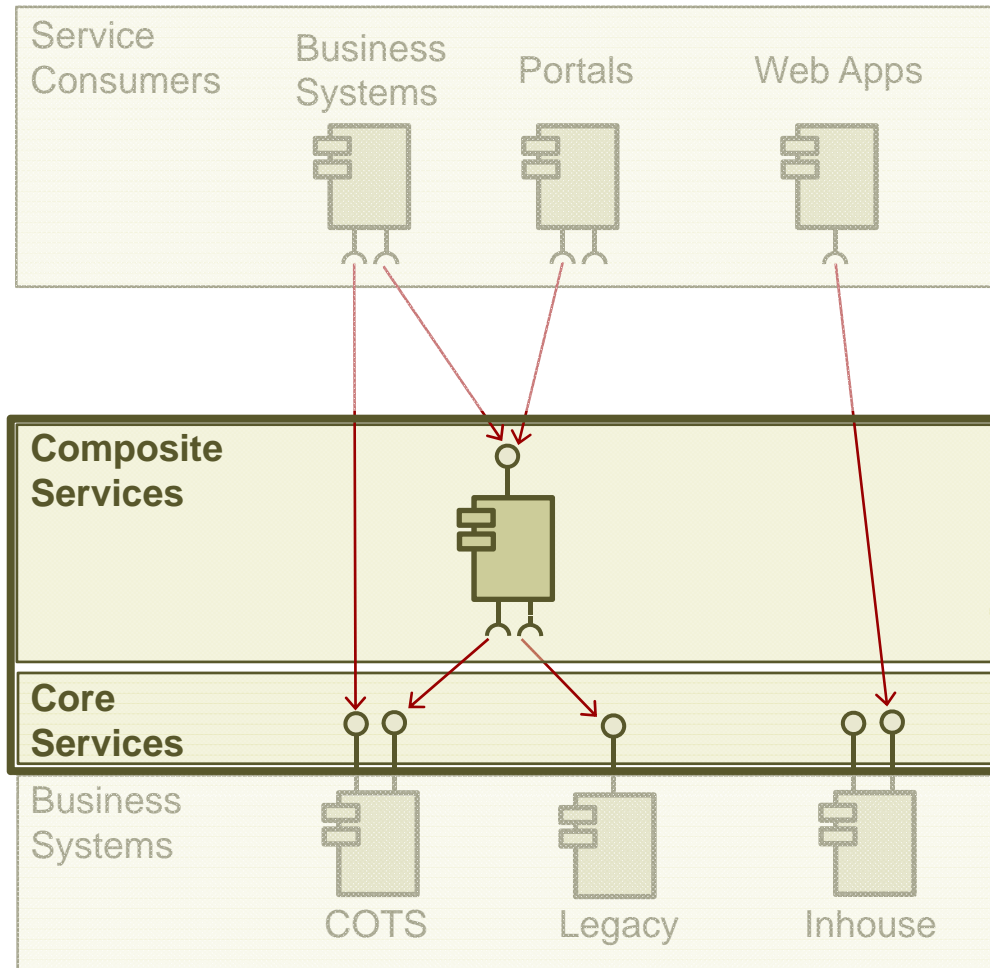 Service
Consumers
Business
Systems
Portals
Web Apps
Composite
Services
Core
Services
Business
Systems
COTS
Legacy
Inhouse